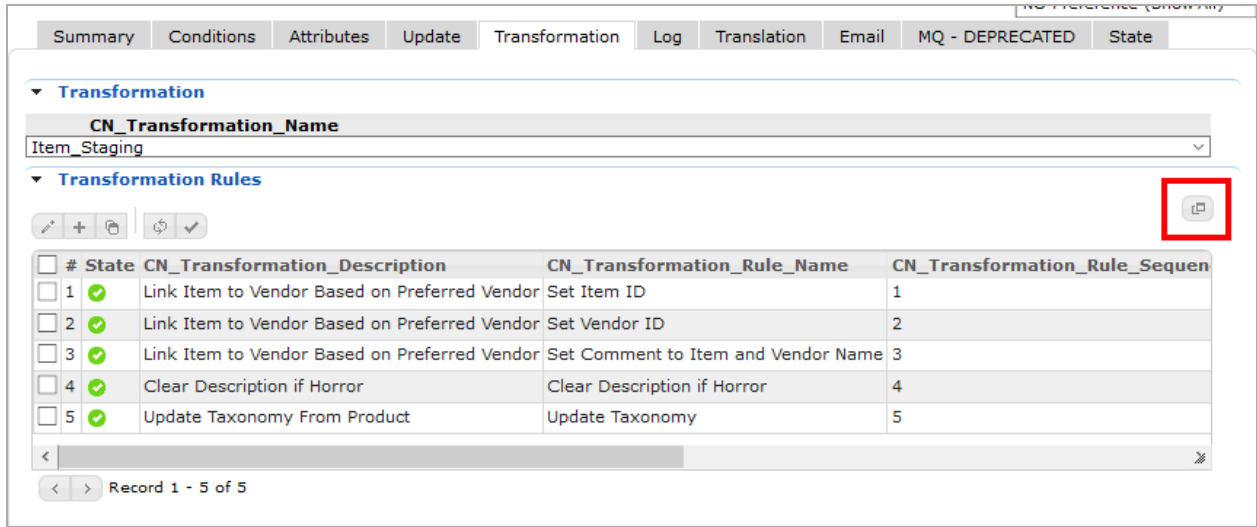 Summary Conditions Attributes Update Transformation Log Translation Email MQ - DEPRECATED State
Transformation
CN_Transformation_Name
Item_Staging
Transformation Rules
# State CN_Transformation_Description CN_Transformation_Rule_Name CN_Transformation_Rule_Sequen
1 Link Item to Vendor Based on Preferred Vendor Set Item ID 1
2 Link Item to Vendor Based on Preferred Vendor Set Vendor ID 2
3 Link Item to Vendor Based on Preferred Vendor Set Comment to Item and Vendor Name 3
4 Clear Description if Horror Clear Description if Horror 4
5 Update Taxonomy From Product Update Taxonomy 5
Record 1 - 5 of 5